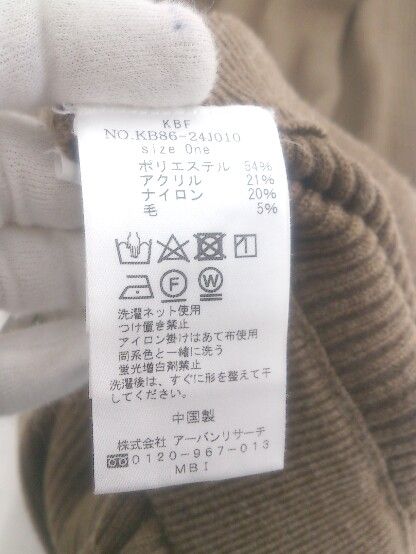 KBF
NO.KB86-24J010
size One
ポリエステル 54%
アクリル 21%
ナイロン 20%
毛 5%
F W
洗濯ネット使用
つけ置き禁止
アイロン掛けはあて布使用
同系色と一緒に洗う
蛍光増白剤禁止
洗濯後は、すぐに形を整えて干
してください。
中国製
株式会社 アーバンリサーチ
0120-967-013
MBI